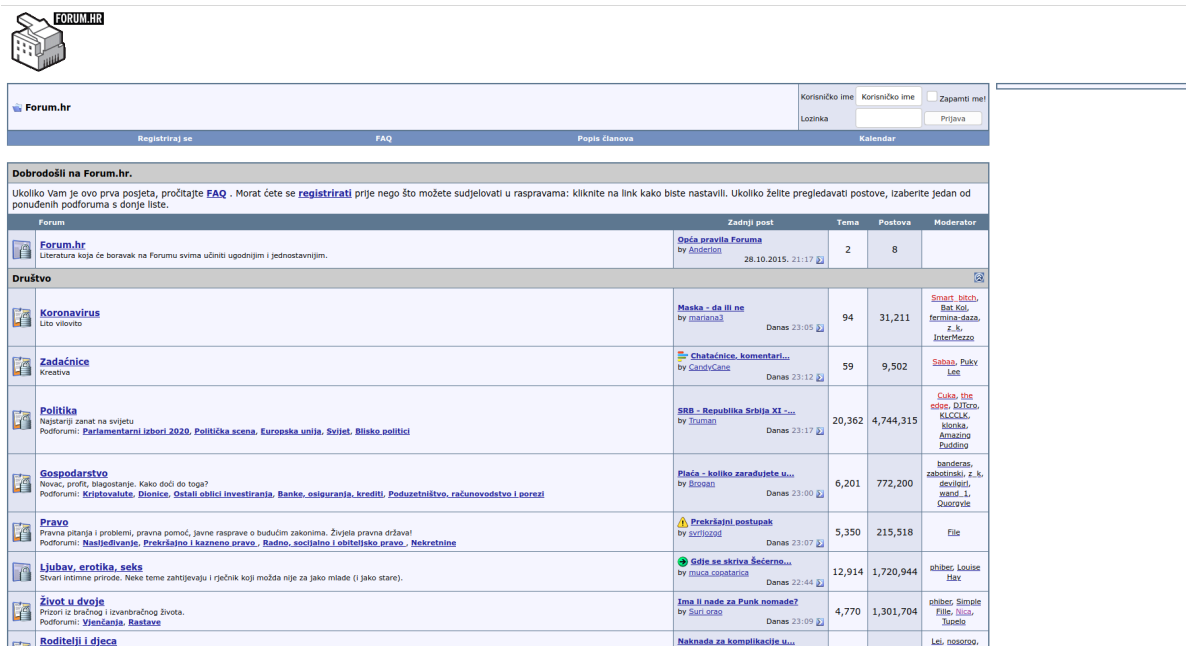 FORUM.HR
Forum.hr
Korisničko ime Korisničko ime Zapamti me!
Lozinka Prijava
Registriraj se FAQ Popis članova Kalendar
Dobrodošli na Forum.hr.
Ukoliko Vam je ovo prva posjeta, pročitajte FAQ . Morat ćete se registrirati prije nego što možete sudjelovati u raspravama: kliknite na link kako biste nastavili. Ukoliko želite pregledavati postove, izaberite jedan od
ponuđenih podforuma s donje liste.
Forum Zadnji post Tema Postova Moderator
Forum.hr
Literatura koja će boravak na Forumu svima učiniti ugodnijim i jednostavnijim.
Opća pravila Foruma
by Anderlon
28.10.2015. 21:17
2 8
Društvo
Koronavirus
Lito vilovito
Maska - da ili ne
by mariana3
Danas 23:05
94 31,211
Smart_bitch,
Bat Kol,
fermina-daza,
z_k,
InterMezzo
Zadaćnice
Kreativa
Chataćnice, komentari...
by CandyCane
Danas 23:12
59 9,502
Sabaa, Puky
Lee
Politika
Najstariji zanat na svijetu
Podforumi: Parlamentarni izbori 2020, Politička scena, Europska unija, Svijet, Blisko politici
SRB - Republika Srbija XI -...
by Truman
Danas 23:17
20,362 4,744,315
Cuka, the
edge, DJTcro,
KLCCLK,
klonka,
Amazing
Pudding
Gospodarstvo
Novac, profit, blagostanje. Kako doći do toga?
Podforumi: Kriptovalute, Dionice, Ostali oblici investiranja, Banke, osiguranja, krediti, Poduzetništvo, računovodstvo i porezi
Plaća - koliko zarađujete u...
by Brogan
Danas 23:00
6,201 772,200
banderas,
zabotinski, z_k,
devilgirl,
wand_1,
Quorgyle
Pravo
Pravna pitanja i problemi, pravna pomoć, javne rasprave o budućim zakonima. Živjela pravna država!
Podforumi: Nasljeđivanje, Prekršajno i kazneno pravo , Radno, socijalno i obiteljsko pravo , Nekretnine
Prekršajni postupak
by svrljozgd
Danas 23:07
5,350 215,518
File
Ljubav, erotika, seks
Stvari intimne prirode. Neke teme zahtijevaju i rječnik koji možda nije za jako mlade (i jako stare).
Gdje se skriva Šećerno...
by muca copatarica
Danas 22:44
12,914 1,720,944
phiber, Louise
Hay
Život u dvoje
Prizori iz bračnog i izvanbračnog života.
Podforumi: Vjenčanja, Rastave
Ima li nade za Punk nomade?
by Suri orao
Danas 23:09
4,770 1,301,704
phiber, Simple
Fille, Nica,
Tupelo
Roditelji i djeca
Naknada za komplikacije u...
Lei, nosorog,